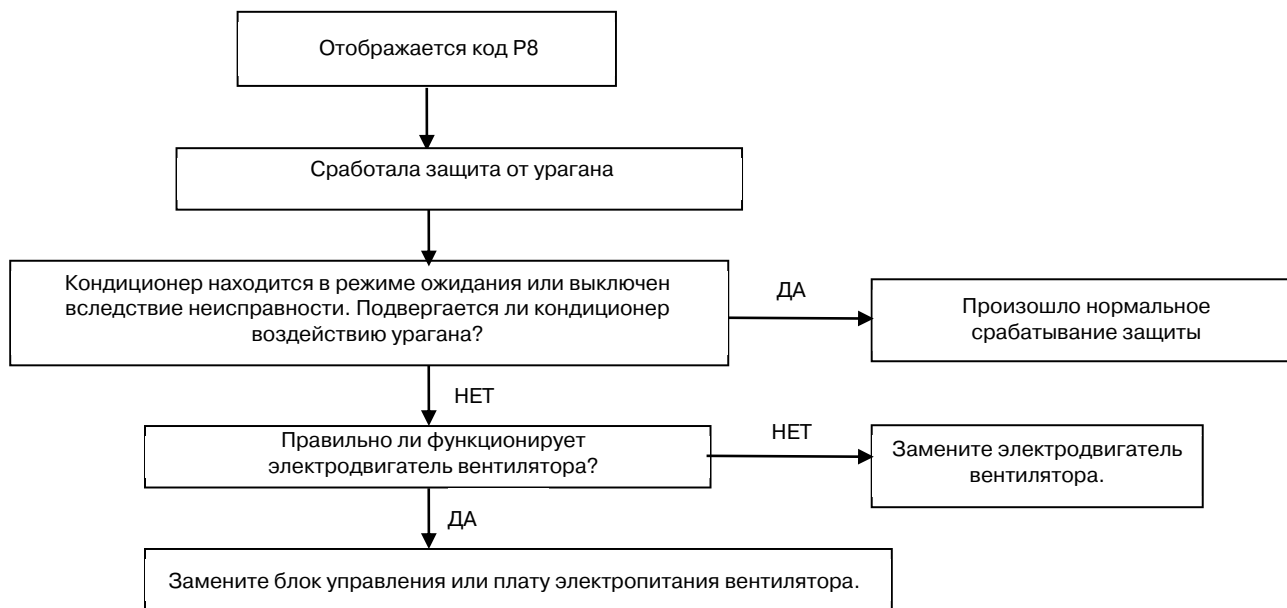 Отображается код P8
Сработала защита от урагана
Кондиционер находится в режиме ожидания или выключен
вследствие неисправности. Подвергается ли кондиционер
воздействию урагана?
ДА
Произошло нормальное
срабатывание защиты
НЕТ
Правильно ли функционирует
электродвигатель вентилятора?
НЕТ
Замените электродвигатель
вентилятора.
ДА
Замените блок управления или плату электропитания вентилятора.